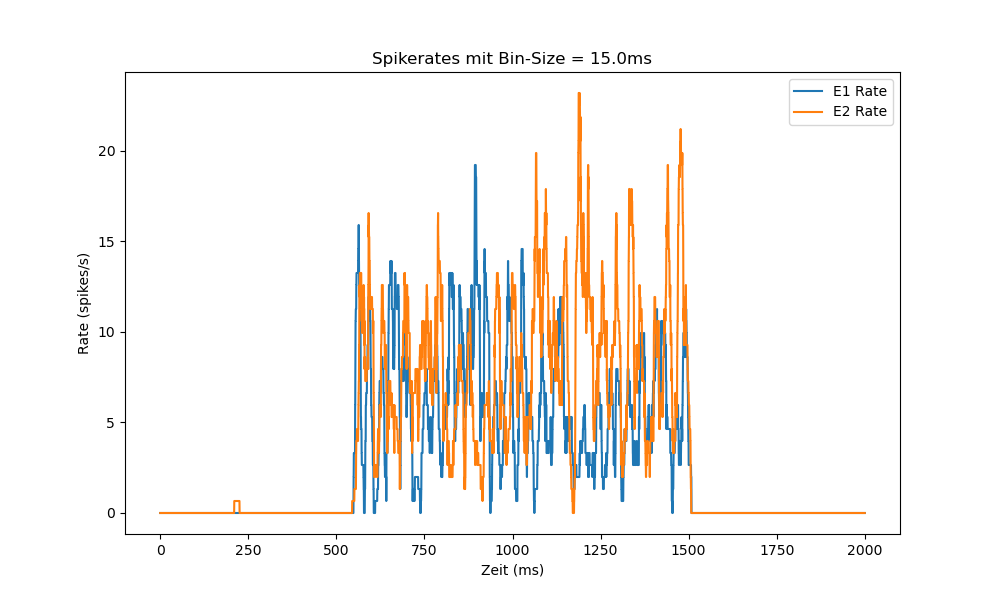 Spikerates mit Bin-Size = 15.0ms
E1 Rate
E2 Rate
Rate (spikes/s)
20
15
10
5
0
0 250 500 750 1000 1250 1500 1750 2000
Zeit (ms)